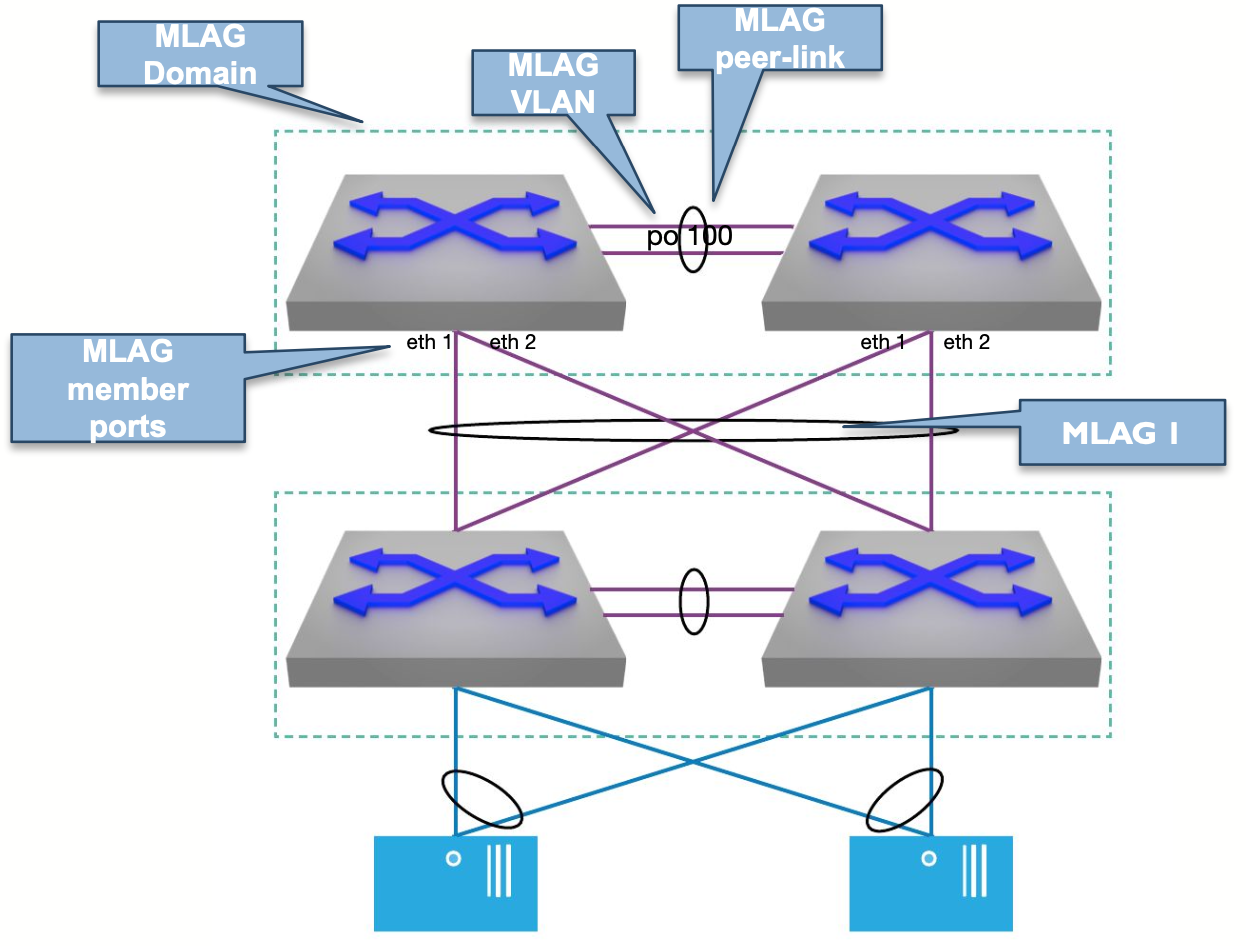 MLAG
Domain
MLAG
VLAN
MLAG
peer-link
po 100
eth 1
eth 2
eth 1
eth 2
MLAG
member
ports
MLAG 1